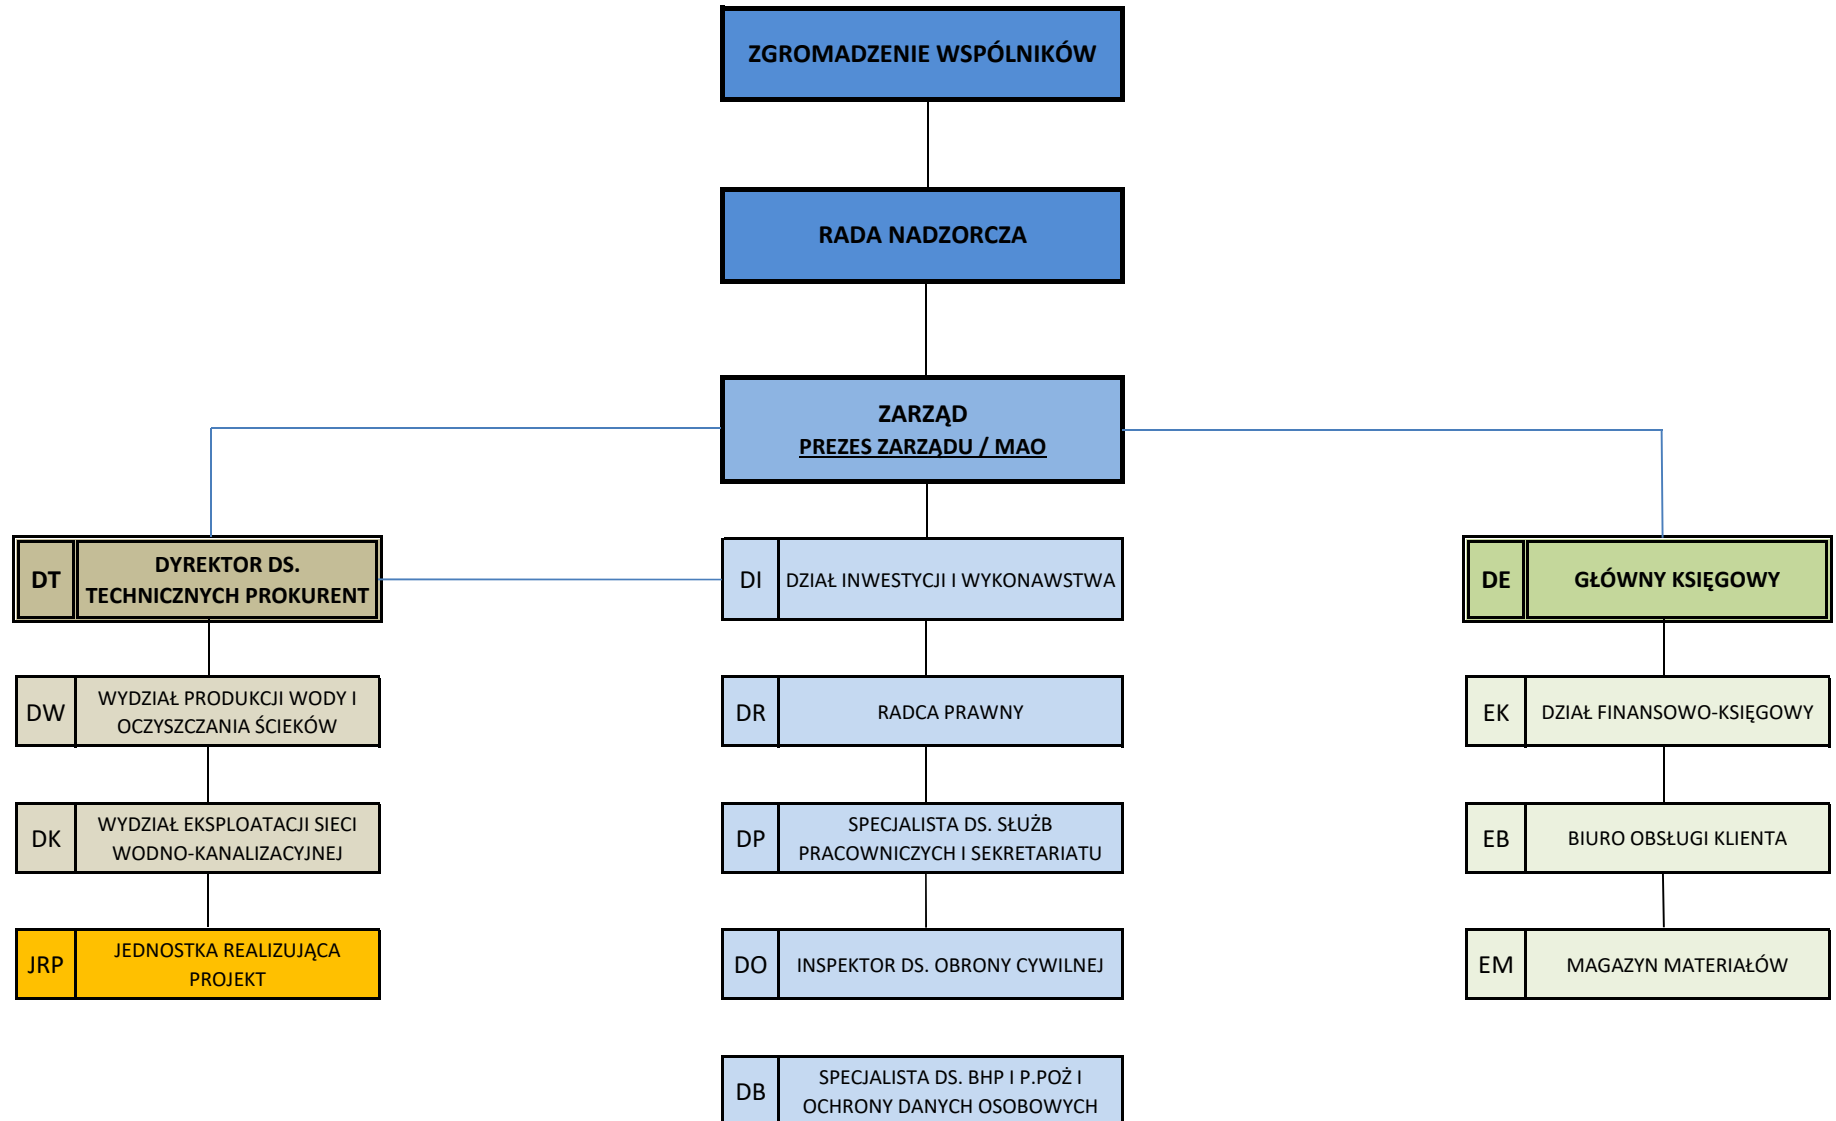 ZGROMADZENIE WSPÓLNIKÓW
RADA NADZORCZA
ZARZĄD
PREZES ZARZĄDU / MAO
DT
DYREKTOR DS.
TECHNICZNYCH PROKURENT
DI
DZIAŁ INWESTYCJI I WYKONAWSTWA
DE
GŁÓWNY KSIĘGOWY
DW
WYDZIAŁ PRODUKCJI WODY I
OCZYSZCZANIA ŚCIEKÓW
DR
RADCA PRAWNY
EK
DZIAŁ FINANSOWO-KSIĘGOWY
DK
WYDZIAŁ EKSPLOATACJI SIECI
WODNO-KANALIZACYJNEJ
DP
SPECJALISTA DS. SŁUŻB
PRACOWNICZYCH I SEKRETARIATU
EB
BIURO OBSŁUGI KLIENTA
JRP
JEDNOSTKA REALIZUJĄCA
PROJEKT
DO
INSPEKTOR DS. OBRONY CYWILNEJ
EM
MAGAZYN MATERIAŁÓW
DB
SPECJALISTA DS. BHP I P.POŻ I
OCHRONY DANYCH OSOBOWYCH